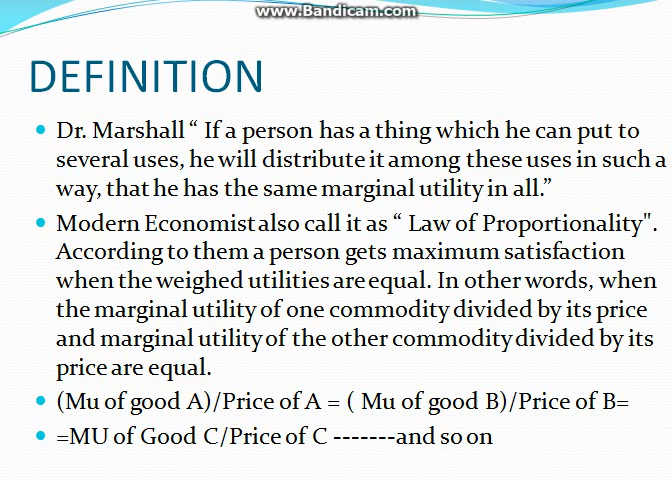 www.Bandicam.com
DEFINITION
Dr. Marshall “ If a person has a thing which he can put to
several uses, he will distribute it among these uses in such a
way, that he has the same marginal utility in all.”
Modern Economist also call it as “ Law of Proportionality".
According to them a person gets maximum satisfaction
when the weighed utilities are equal. In other words, when
the marginal utility of one commodity divided by its price
and marginal utility of the other commodity divided by its
price are equal.
(Mu of good A)/Price of A = ( Mu of good B)/Price of B=
=MU of Good C/Price of C -------and so on